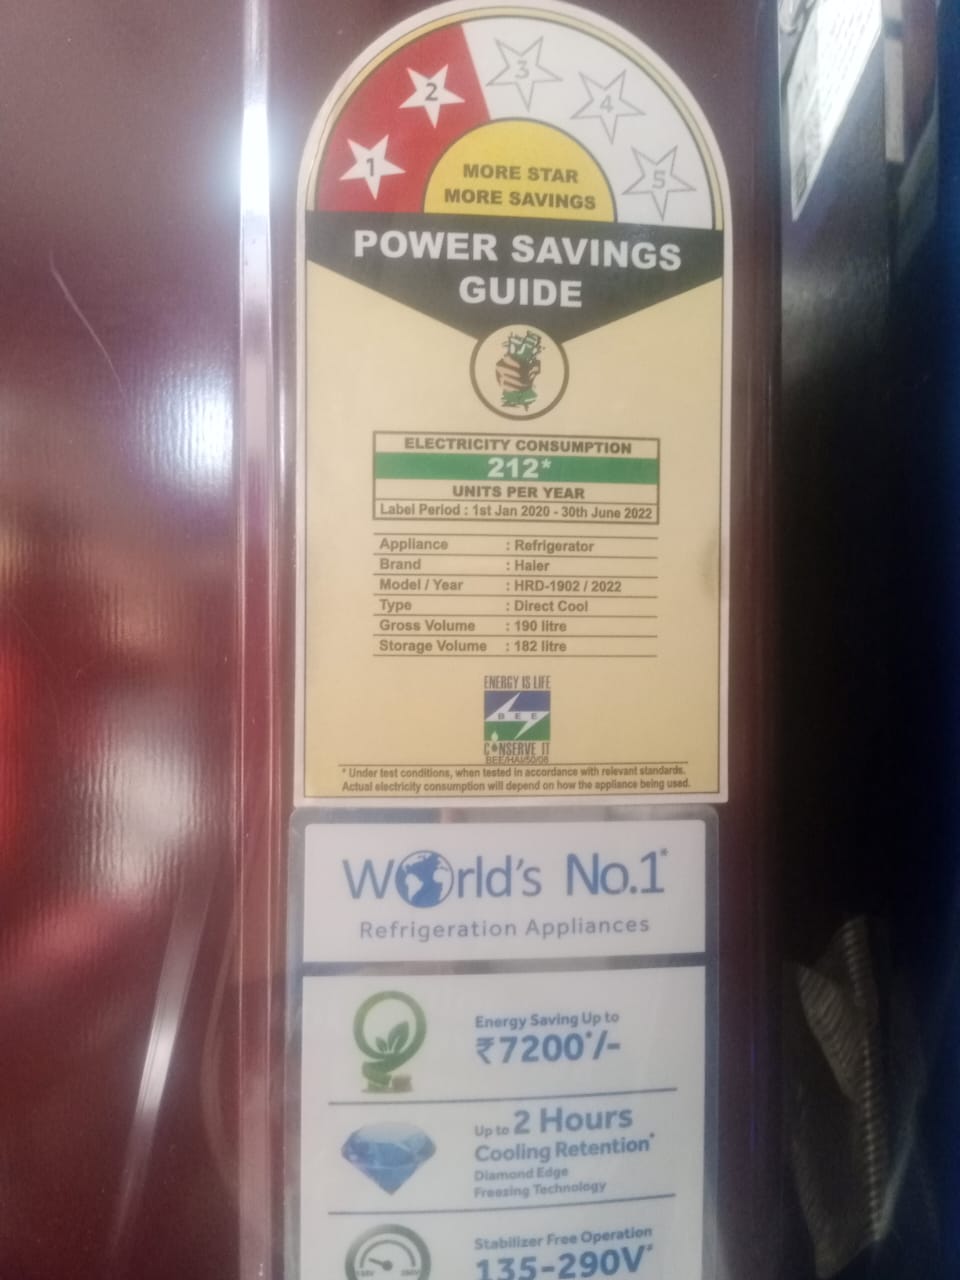 1 2 3 4 5
MORE STAR
MORE SAVINGS
POWER SAVINGS
GUIDE
ELECTRICITY CONSUMPTION
212*
UNITS PER YEAR
Label Period : 1st Jan 2020 - 30th June 2022
Appliance : Refrigerator
Brand : Haier
Model / Year : HRD-1902 / 2022
Type : Direct Cool
Gross Volume : 190 litre
Storage Volume : 182 litre
ENERGY IS LIFE
BEE
CONSERVE IT
BEE/HAI/50/08
* Under test conditions, when tested in accordance with relevant standards.
Actual electricity consumption will depend on how the appliance being used.
World's No.1*
Refrigeration Appliances
Energy Saving Up to
₹7200*/-
Up to 2 Hours
Cooling Retention*
Diamond Edge
Freezing Technology
Stabilizer Free Operation
135-290V*